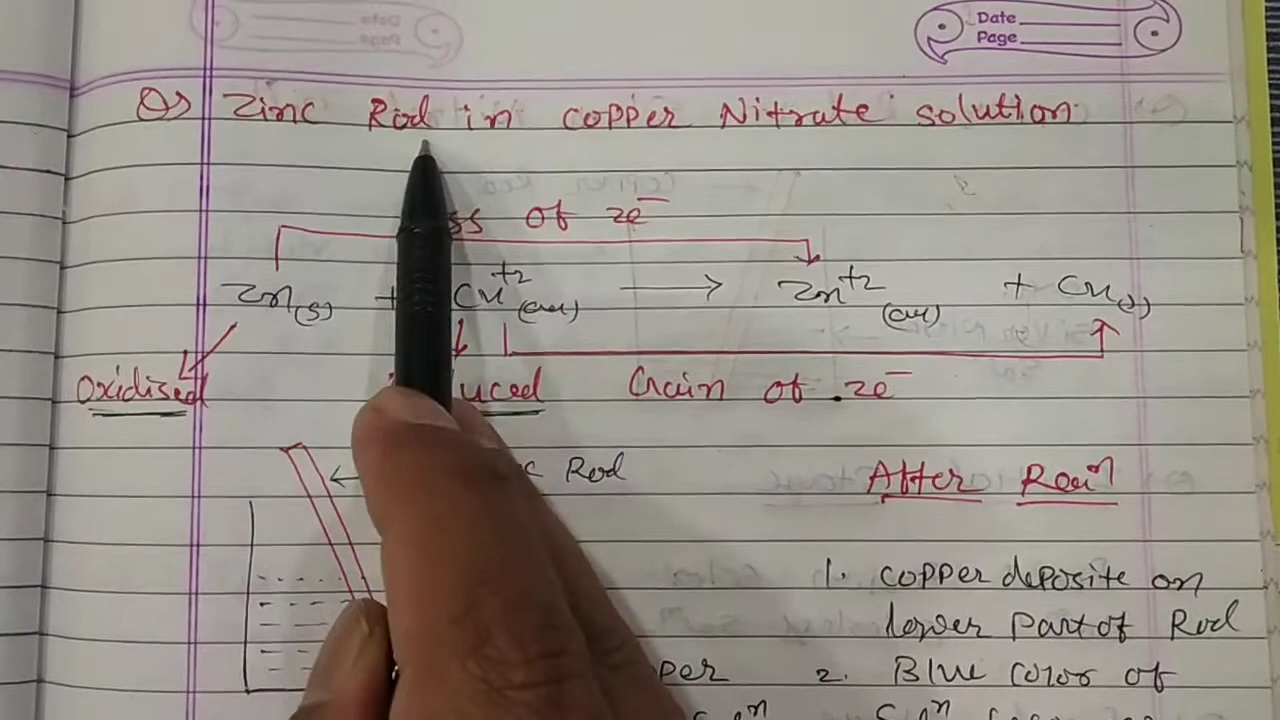 Date
Page
Q) Zinc Rod in copper Nitrate solution
ss of 2e⁻
Zn(s) + Cu⁺²(aq) → Zn⁺²(aq) + Cu(s)
oxidised uced Gain of 2e⁻
c Rod
After Reaⁿ
1. copper deposite on
lower part of Rod
per 2. Blue color of
Solⁿ